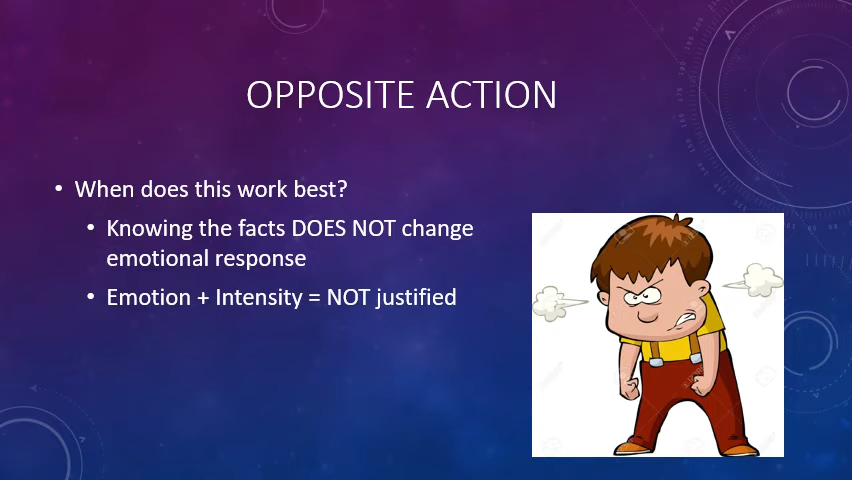 OPPOSITE ACTION
• When does this work best?
• Knowing the facts DOES NOT change
emotional response
• Emotion + Intensity = NOT justified